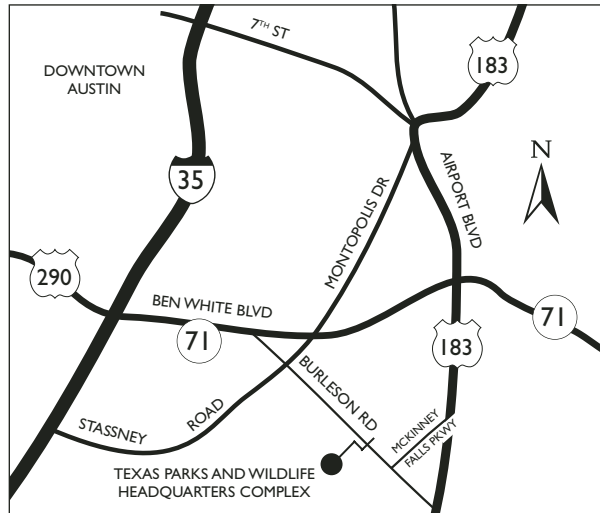 7TH ST
183
DOWNTOWN
AUSTIN
35
AIRPORT BLVD
N
MONTOPOLIS DR
290
BEN WHITE BLVD
71
71
183
BURLESON RD
STASSNEY ROAD
MCKINNEY
FALLS PKWY
TEXAS PARKS AND WILDLIFE
HEADQUARTERS COMPLEX